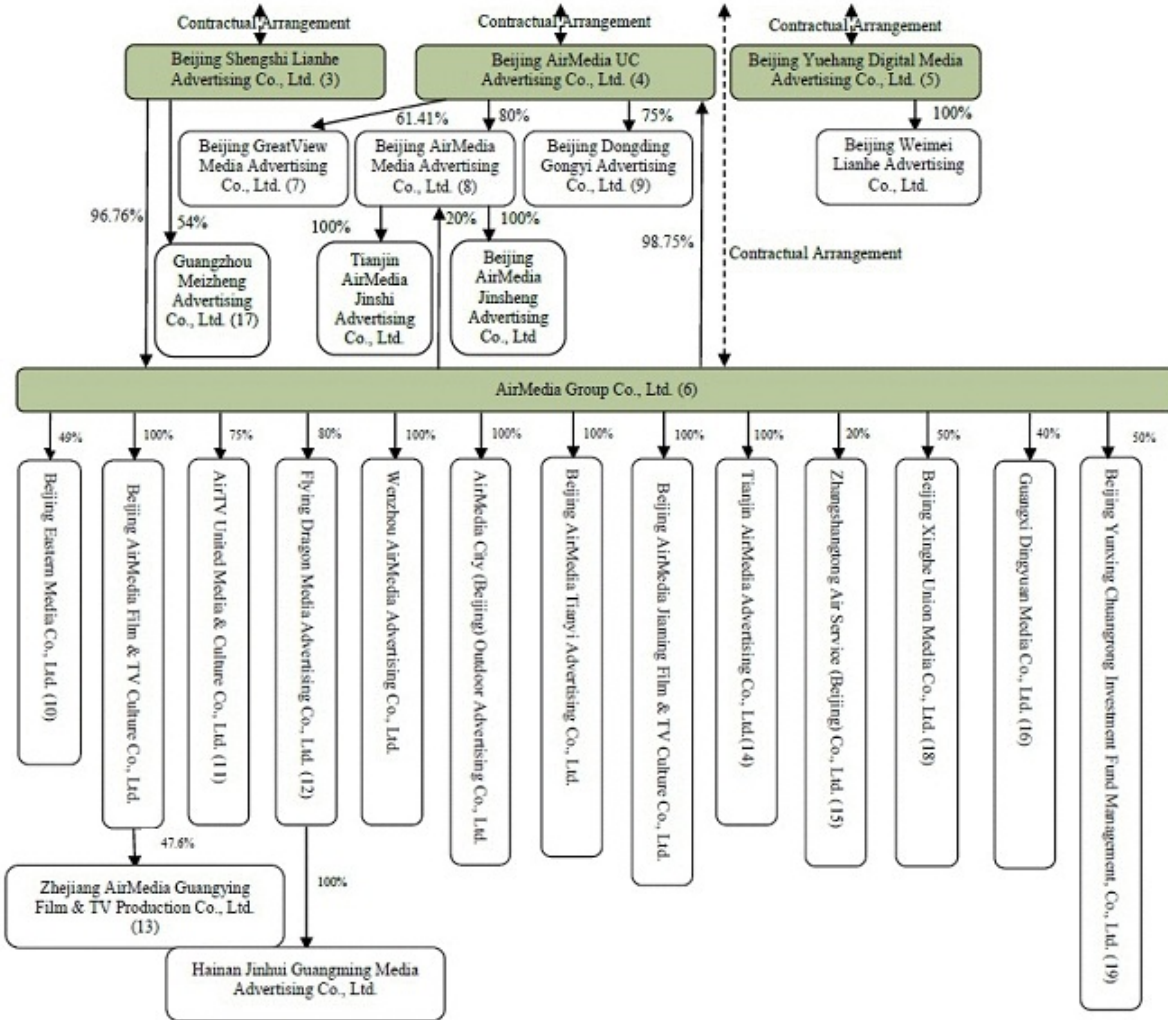 Contractual Arrangement
Contractual Arrangement
Contractual Arrangement
Beijing Shengshi Lianhe
Advertising Co., Ltd. (3)
Beijing AirMedia UC
Advertising Co., Ltd. (4)
Beijing Yuehang Digital Media
Advertising Co., Ltd. (5)
61.41%
80%
75%
100%
Beijing GreatView
Media Advertising
Co., Ltd. (7)
Beijing AirMedia
Media Advertising
Co., Ltd. (8)
Beijing Dongding
Gongyi Advertising
Co., Ltd. (9)
Beijing Weimei
Lianhe Advertising
Co., Ltd.
96.76%
54%
100%
20%
100%
98.75%
Contractual Arrangement
Guangzhou
Meizheng
Advertising
Co., Ltd. (17)
Tianjin
AirMedia
Jinshi
Advertising
Co., Ltd.
Beijing
AirMedia
Jinsheng
Advertising
Co., Ltd
AirMedia Group Co., Ltd. (6)
49%
100%
75%
80%
100%
100%
100%
100%
100%
20%
50%
40%
50%
Beijing Eastern Media Co., Ltd. (10)
Beijing AirMedia Film & TV Culture Co., Ltd.
AirTV United Media & Culture Co., Ltd. (11)
Flying Dragon Media Advertising Co., Ltd. (12)
Wenzhou AirMedia Advertising Co., Ltd.
AirMedia City (Beijing) Outdoor Advertising Co., Ltd.
Beijing AirMedia Tianyi Advertising Co., Ltd.
Beijing AirMedia Jiaming Film & TV Culture Co., Ltd.
Tianjin AirMedia Advertising Co., Ltd.(14)
Zhangshangtong Air Service (Beijing) Co., Ltd. (15)
Beijing Xinghe Union Media Co., Ltd. (18)
Guangxi Dingyuan Media Co., Ltd. (16)
Beijing Yunxing Chuangrong Investment Fund Management, Co., Ltd. (19)
47.6%
100%
Zhejiang AirMedia Guangying
Film & TV Production Co., Ltd.
(13)
Hainan Jinhui Guangming Media
Advertising Co., Ltd.